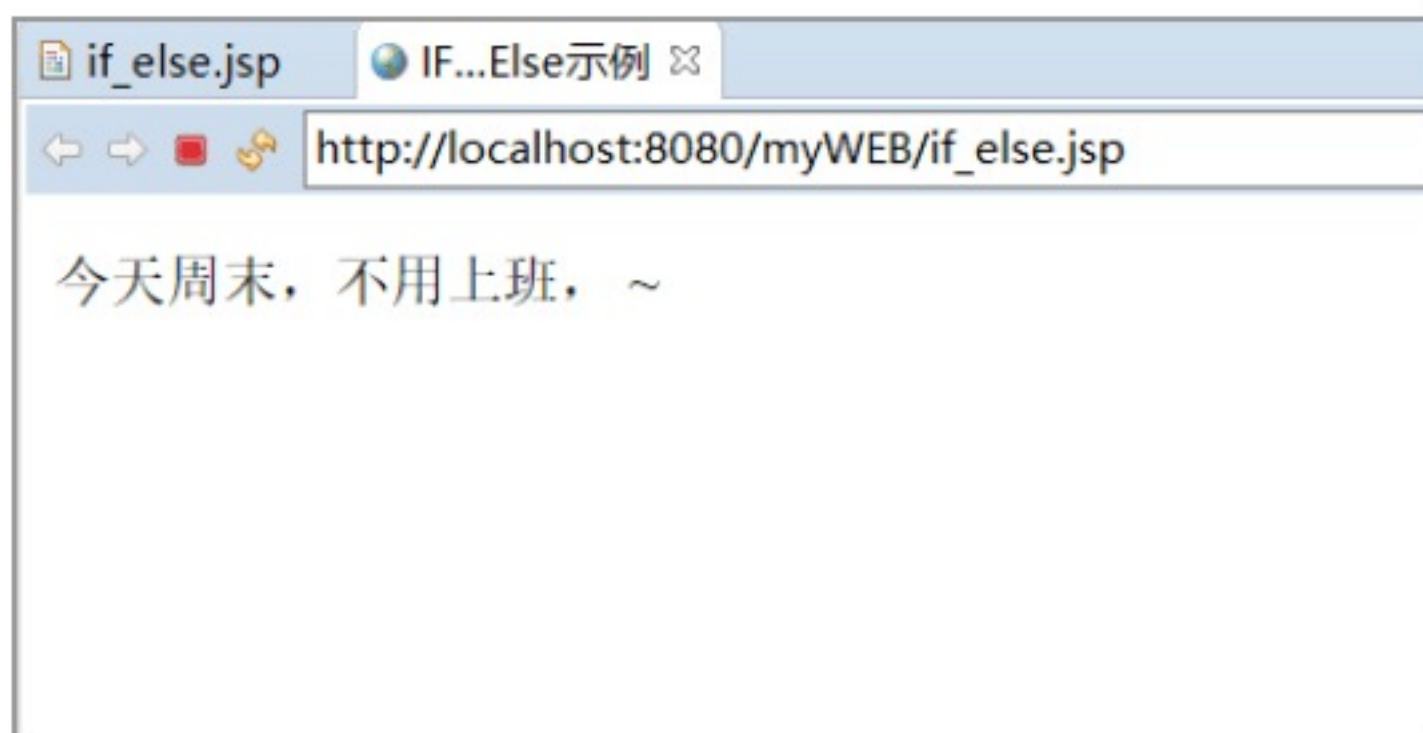 if_else.jsp IF...Else示例
http://localhost:8080/myWEB/if_else.jsp
今天周末，不用上班， ~